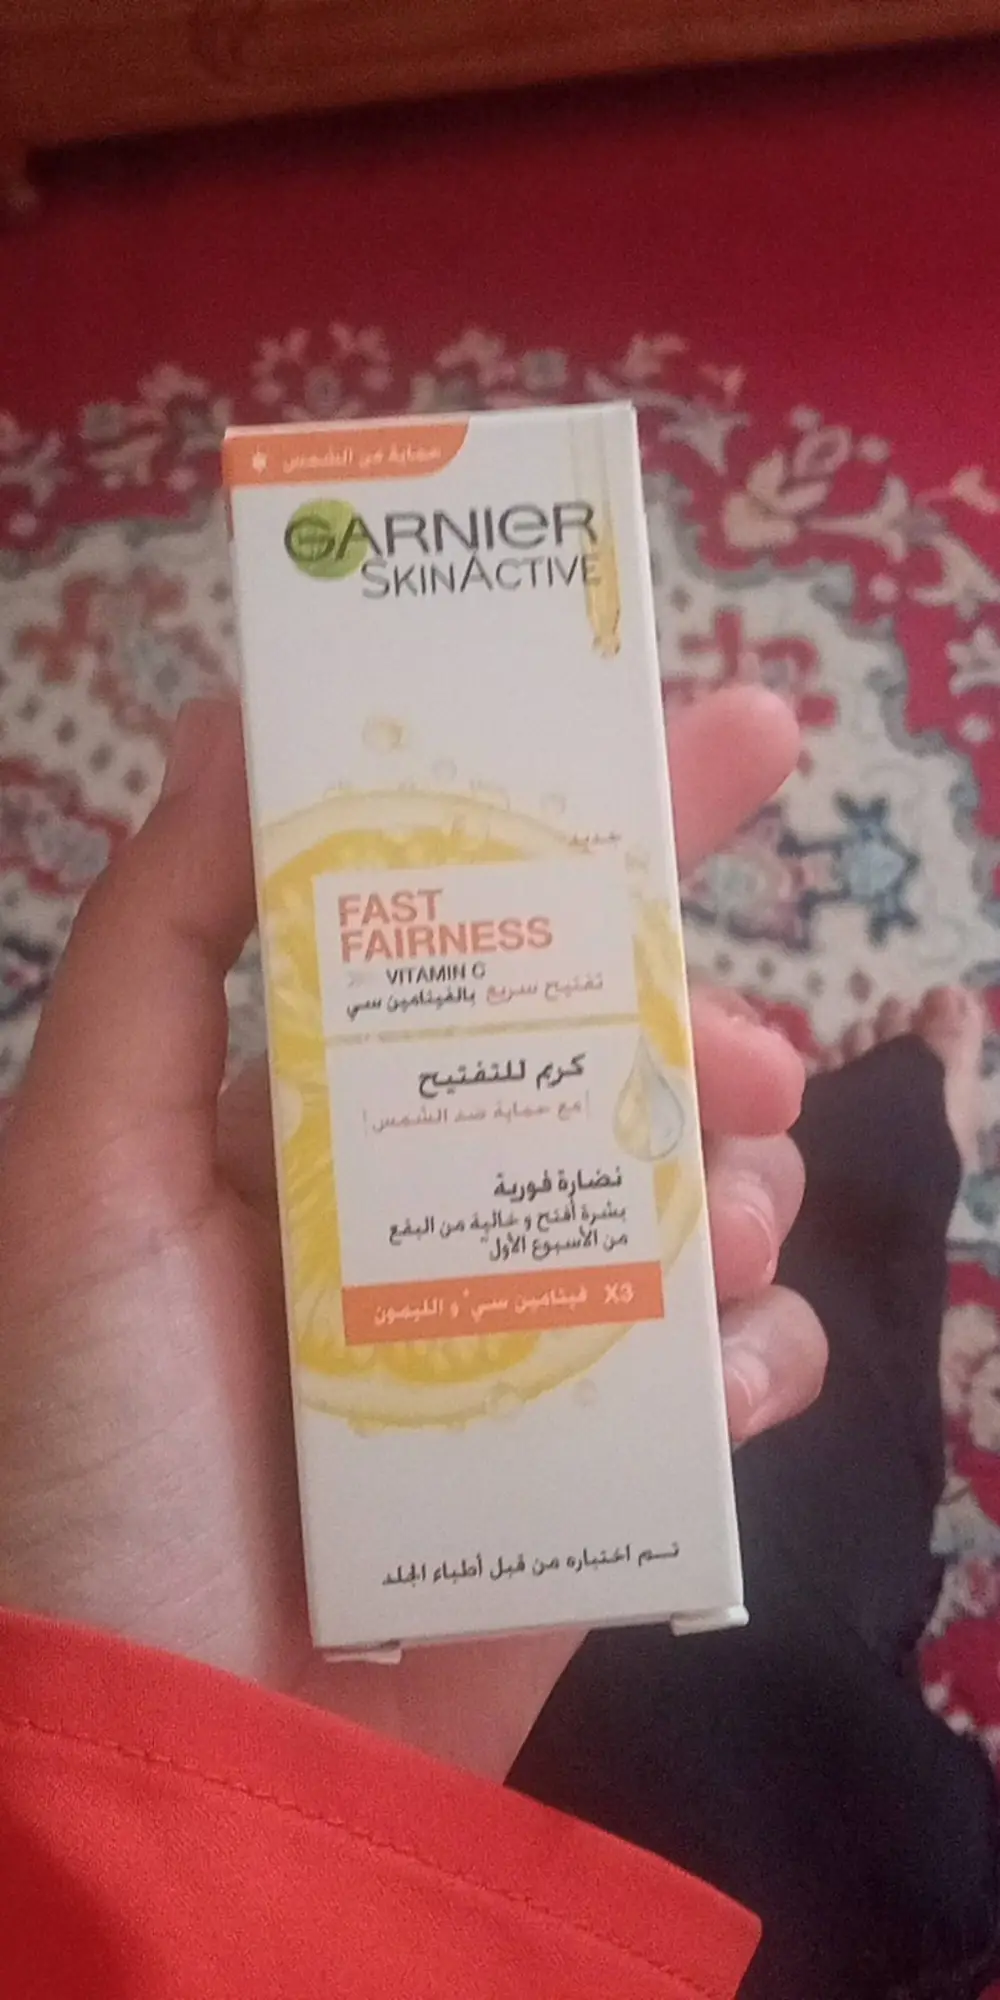 حماية من الشمس
GARNIER
SKINACTIVE
جديد
FAST
FAIRNESS
VITAMIN C
تفتيح سريع بالفيتامين سي
كريم للتفتيح
مع حماية ضد الشمس
نضارة فورية
بشرة أفتح و خالية من البقع
من الأسبوع الأول
X3 فيتامين سي* و الليمون
تم اختباره من قبل أطباء الجلد